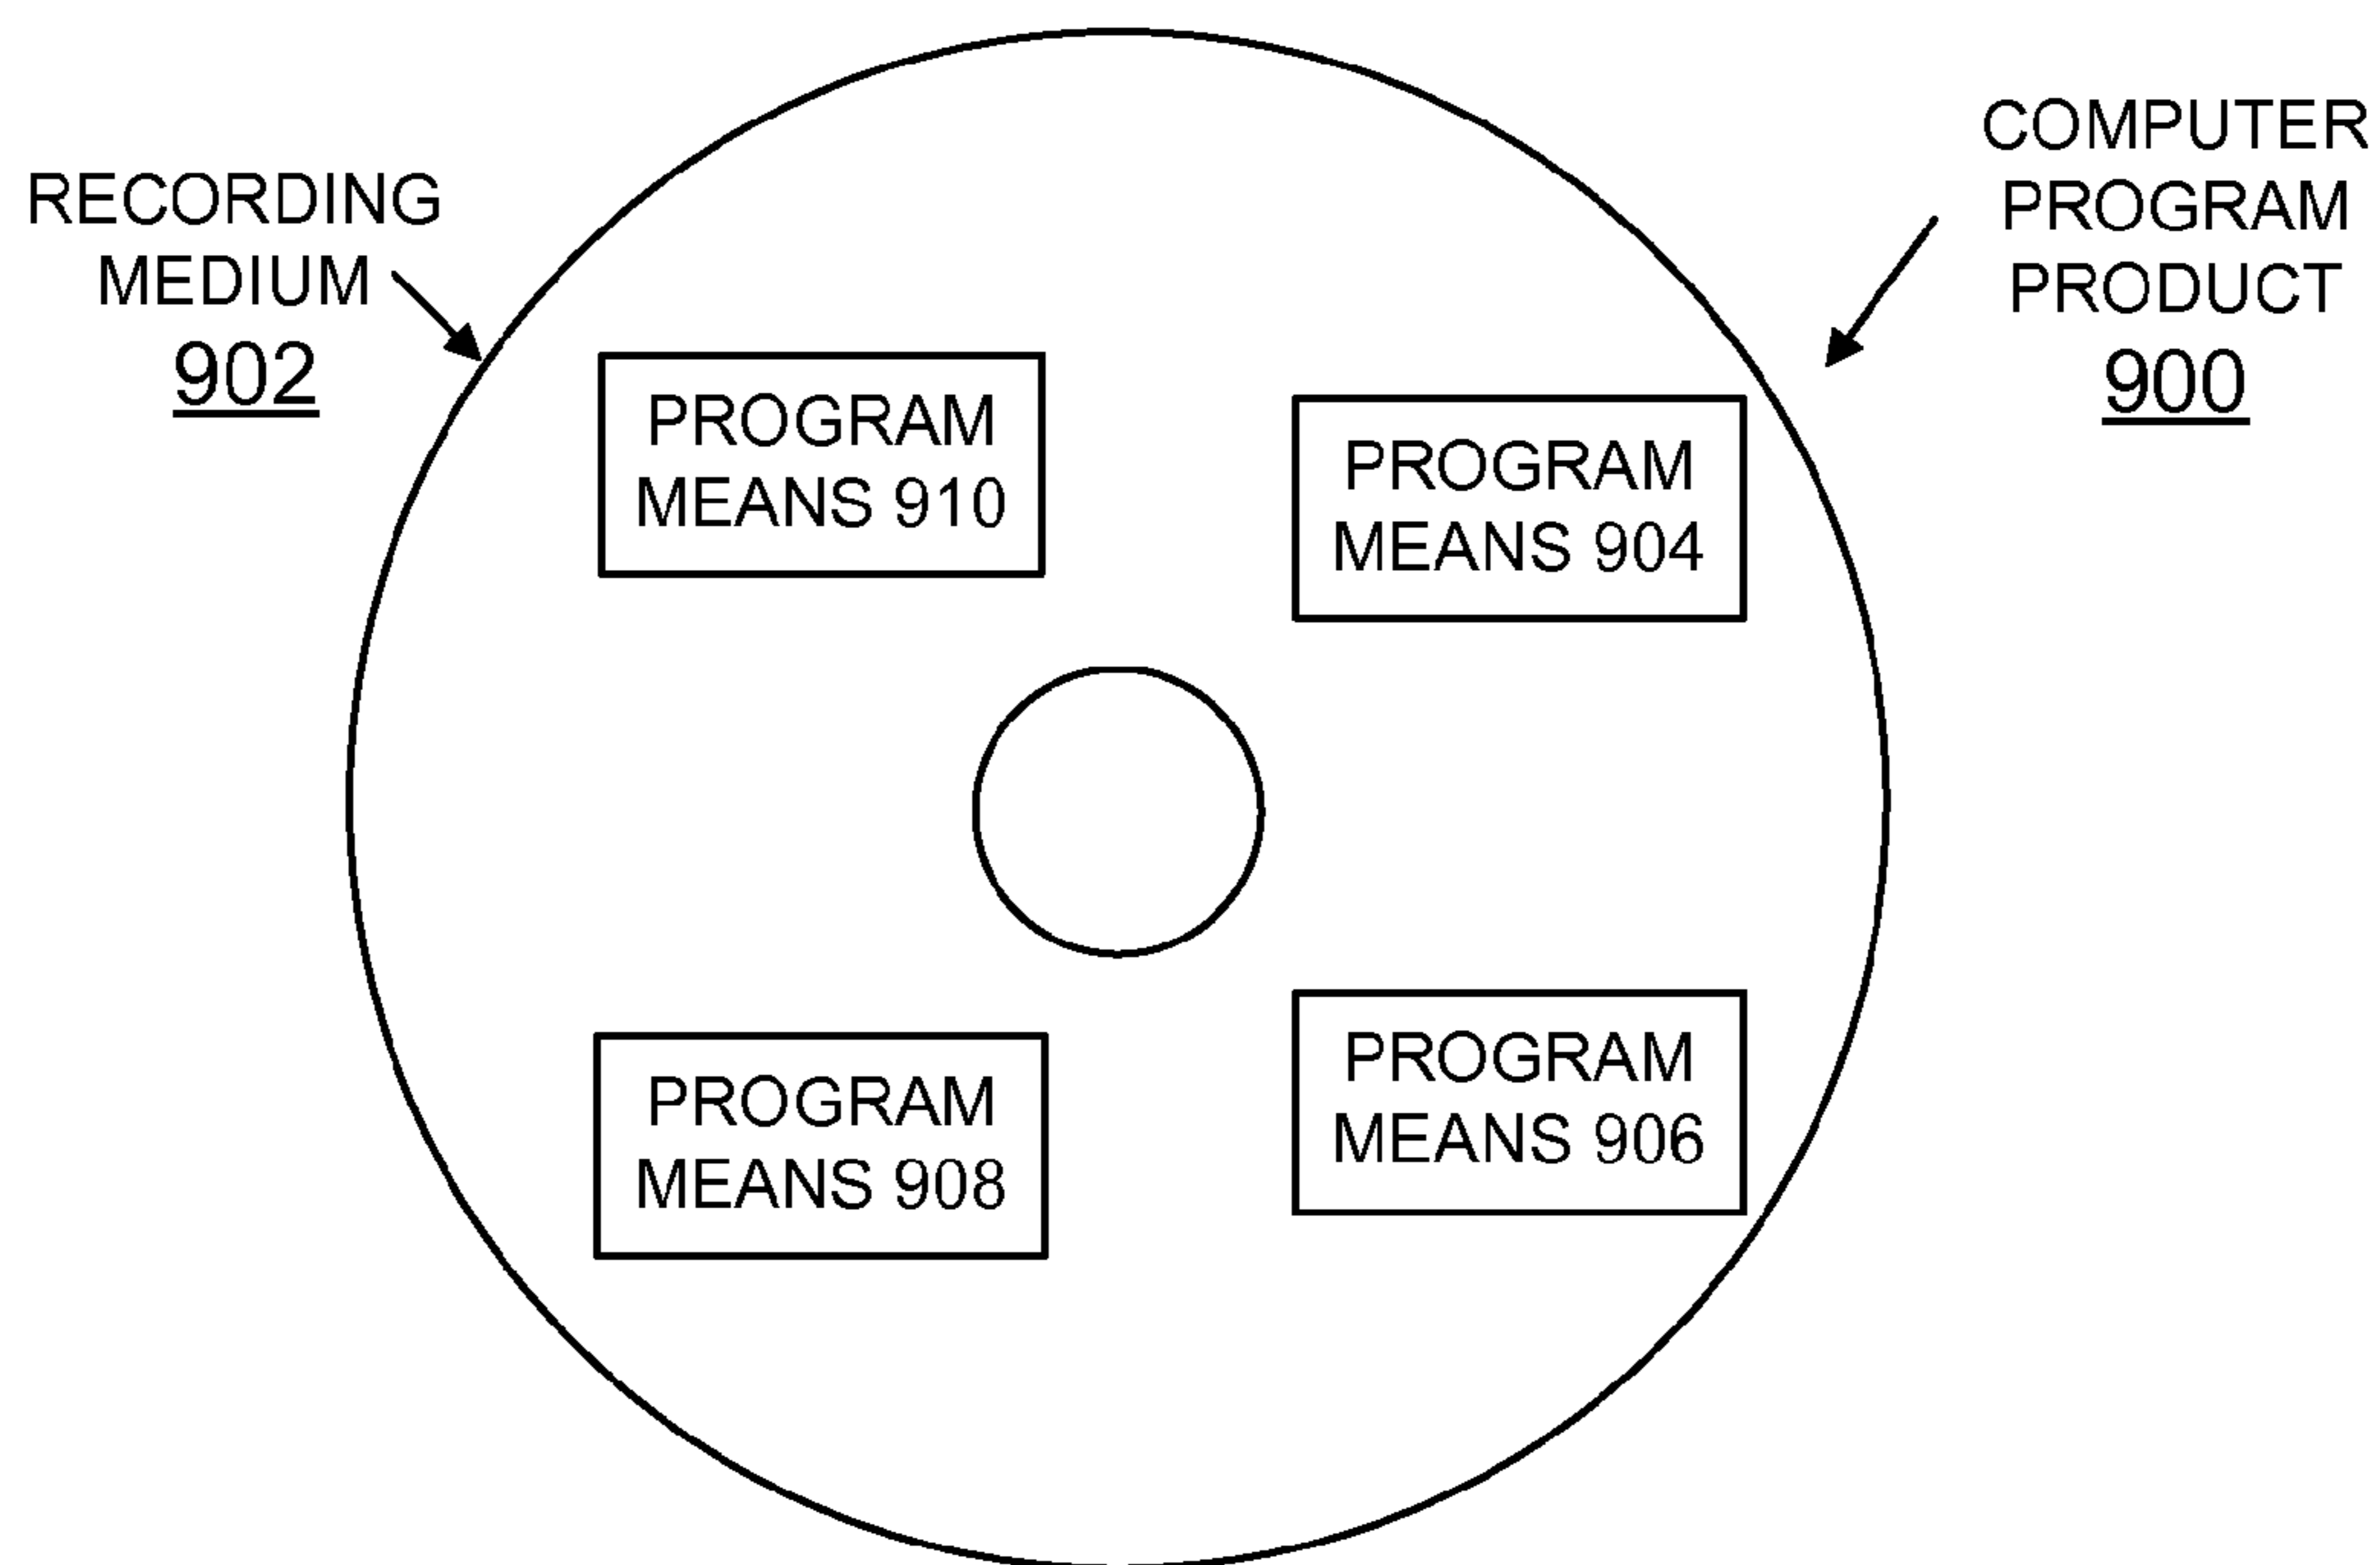 RECORDING
MEDIUM
902
COMPUTER
PROGRAM
PRODUCT
900
PROGRAM
MEANS 910
PROGRAM
MEANS 904
PROGRAM
MEANS 908
PROGRAM
MEANS 906